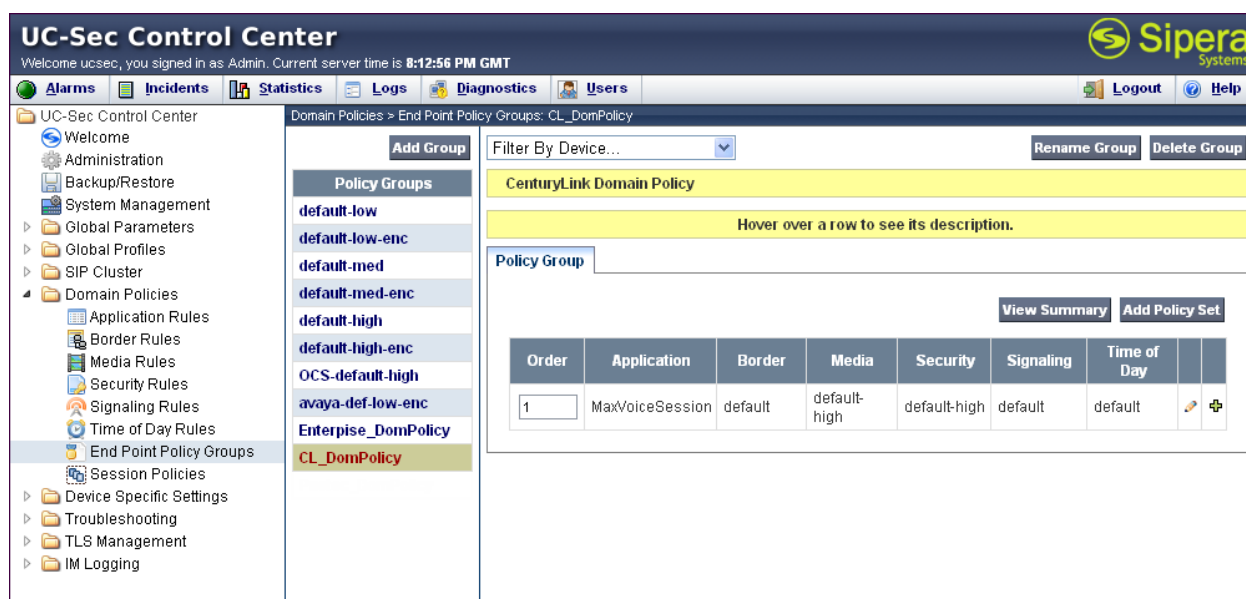 UC-Sec Control Center
Sipera
Systems
Welcome ucsec, you signed in as Admin. Current server time is 8:12:56 PM GMT
Alarms Incidents Statistics Logs Diagnostics Users Logout Help
UC-Sec Control Center
Welcome
Administration
Backup/Restore
System Management
Global Parameters
Global Profiles
SIP Cluster
Domain Policies
Application Rules
Border Rules
Media Rules
Security Rules
Signaling Rules
Time of Day Rules
End Point Policy Groups
Session Policies
Device Specific Settings
Troubleshooting
TLS Management
IM Logging
Domain Policies > End Point Policy Groups: CL_DomPolicy
Add Group
Policy Groups
default-low
default-low-enc
default-med
default-med-enc
default-high
default-high-enc
OCS-default-high
avaya-def-low-enc
Enterpise_DomPolicy
CL_DomPolicy
Filter By Device...
Rename Group Delete Group
CenturyLink Domain Policy
Hover over a row to see its description.
Policy Group
View Summary Add Policy Set
Order Application Border Media Security Signaling Time of Day
1 MaxVoiceSession default default-high default-high default default